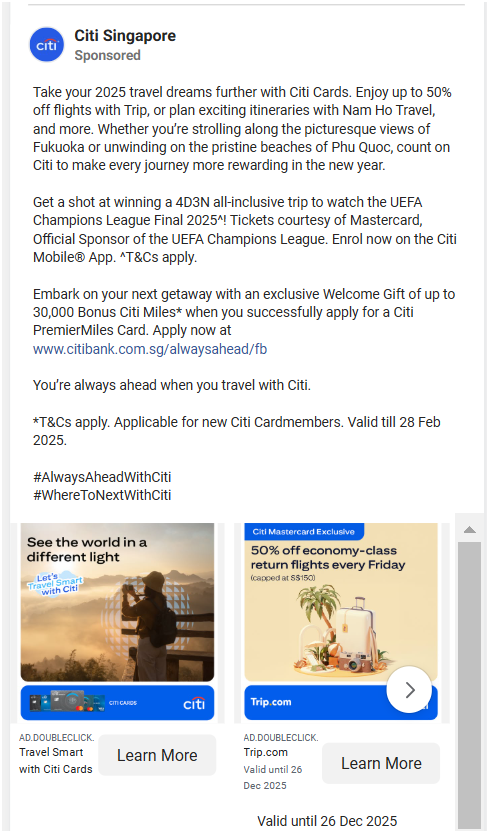 Citi Singapore
Sponsored
Take your 2025 travel dreams further with Citi Cards. Enjoy up to 50%
off flights with Trip, or plan exciting itineraries with Nam Ho Travel,
and more. Whether you're strolling along the picturesque views of
Fukuoka or unwinding on the pristine beaches of Phu Quoc, count on
Citi to make every journey more rewarding in the new year.
Get a shot at winning a 4D3N all-inclusive trip to watch the UEFA
Champions League Final 2025^! Tickets courtesy of Mastercard,
Official Sponsor of the UEFA Champions League. Enrol now on the Citi
Mobile® App. ^T&Cs apply.
Embark on your next getaway with an exclusive Welcome Gift of up to
30,000 Bonus Citi Miles* when you successfully apply for a Citi
PremierMiles Card. Apply now at
www.citibank.com.sg/alwaysahead/fb
You're always ahead when you travel with Citi.
*T&Cs apply. Applicable for new Citi Cardmembers. Valid till 28 Feb
2025.
#AlwaysAheadWithCiti
#WhereToNextWithCiti
See the world in a
different light
Let's
Travel Smart
with Citi
CITI CARDS
citi
AD.DOUBLECLICK.
Travel Smart
with Citi Cards
Learn More
Citi Mastercard Exclusive
50% off economy-class
return flights every Friday
(capped at S$150)
Trip.com
AD.DOUBLECLICK.
Trip.com
Valid until 26
Dec 2025
Learn More
Valid until 26 Dec 2025